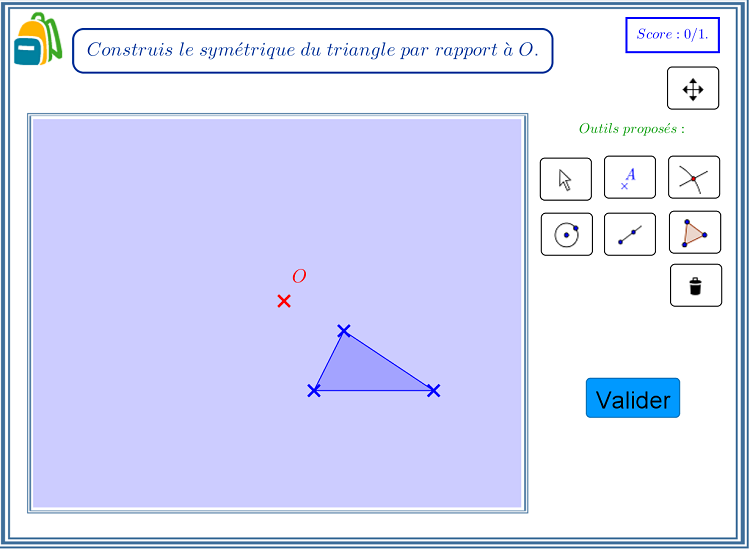 Construis le symétrique du triangle par rapport à O.
Score : 0/1.
Outils proposés :
A
O
Valider